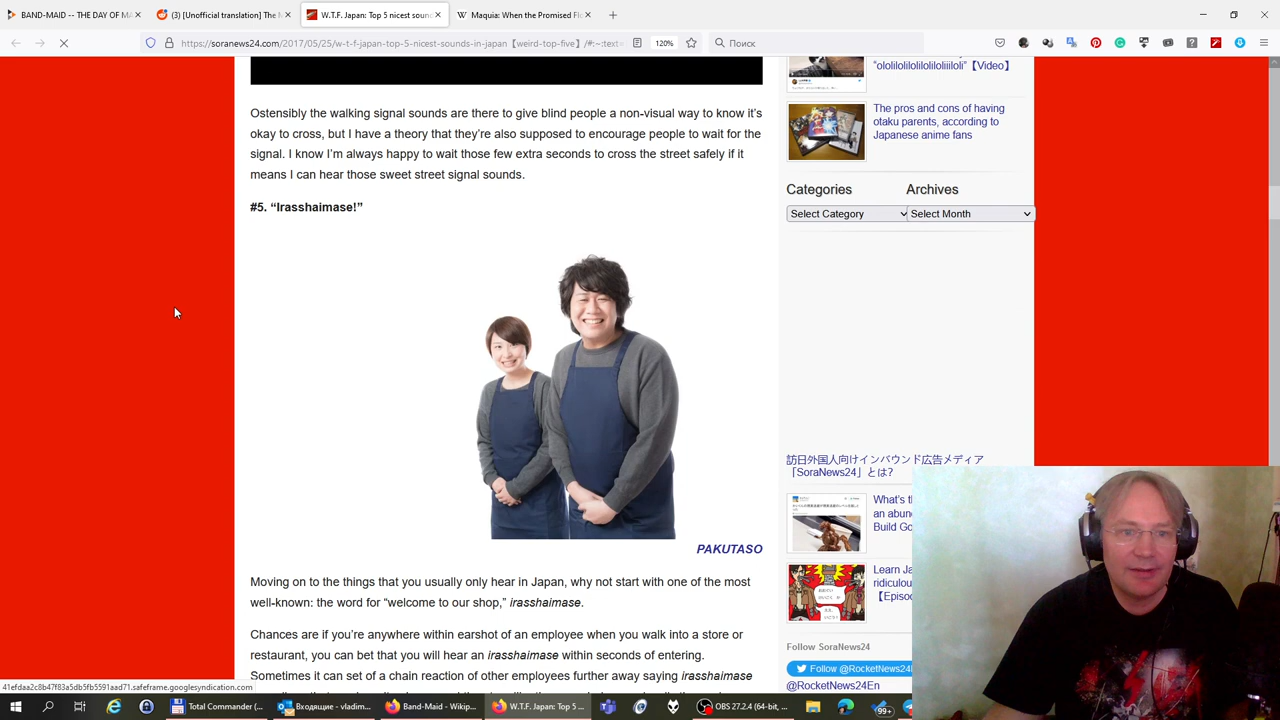 BAND-MAID -- THE DAY OF MA
(3) [Unofficial translation] The M
W.T.F. Japan: Top 5 nicest soun
Maquia: When the Promised Flo
https://soranews24.com/2017/05/25/w-t-f-japan-top-5-nicest-sounds-in-japan【weird-top-five】/#:~:text=
120%
Поиск
"ololiloliloliloliloliiiloli"【Video】
The pros and cons of having
otaku parents, according to
Japanese anime fans
Ostensibly the walking signal sounds are there to give blind people a non-visual way to know it's
okay to cross, but I have a theory that they're also supposed to encourage people to wait for the
signal. I know I'm always happy to wait those few extra seconds to cross the street safely if it
means I can hear those sweet street signal sounds.
Categories
Archives
Select Category
Select Month
#5. “Irasshaimase!”
訪日外国人向けインバウンド広告メディア
「SoraNews24」とは?
What's th
an abun
Build Go
PAKUTASO
Learn Ja
ridiculou
【Episod
Moving on to the things that you usually only hear in Japan, why not start with one of the most
well-known: the word for “welcome to our shop,” irasshaimase.
Chances are if you're anywhere within earshot of an employee when you walk into a store or
restaurant, you can bet that you will hear an irasshaimase within seconds of entering.
Sometimes it can set of a chain reaction of other employees further away saying irasshaimase
Follow SoraNews24
Follow @RocketNews24
@RocketNews24En
41efdaa2c8b47f83a5db5fb5591aad71.safeframe.googlesyndication.com
Total Commander (...
Входящие - vladim...
Band-Maid - Wikip...
W.T.F. Japan: Top 5 ...
OBS 27.2.4 (64-bit, ...
99+